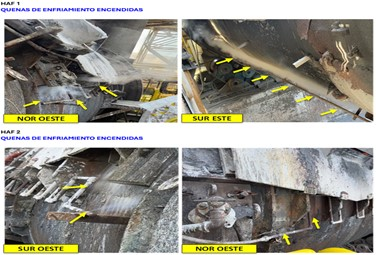 HAF 1
QUENAS DE ENFRIAMIENTO ENCENDIDAS
NOR OESTE
SUR ESTE
HAF 2
QUENAS DE ENFRIAMIENTO ENCENDIDAS
SUR OESTE
NOR OESTE